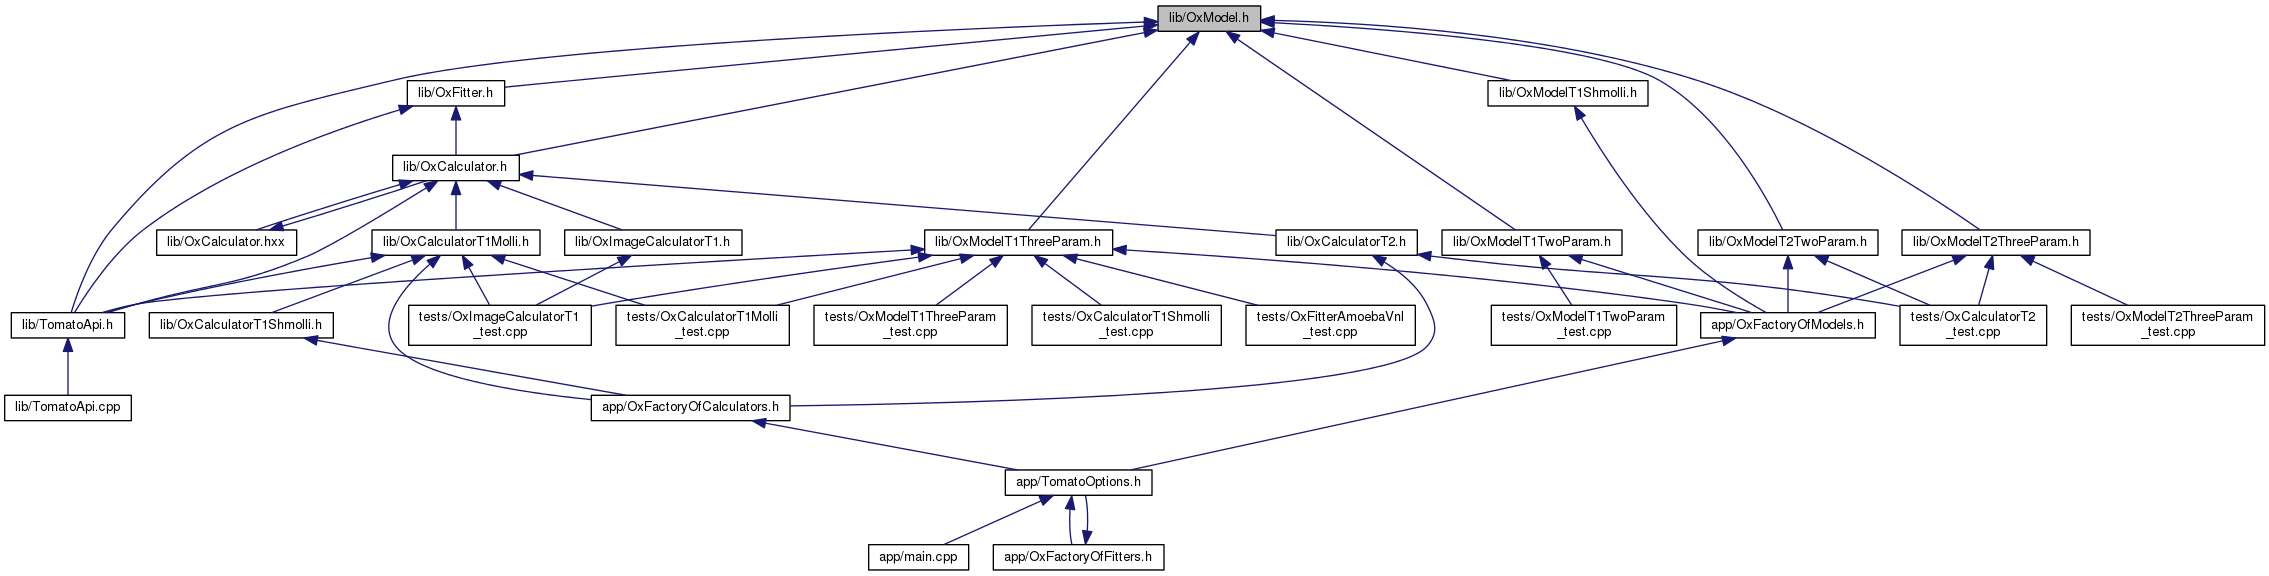 lib/OxModel.h
lib/OxFitter.h
lib/OxModelT1Shmolli.h
lib/OxCalculator.h
lib/OxCalculator.hxx
lib/OxCalculatorT1Molli.h
lib/OxImageCalculatorT1.h
lib/OxModelT1ThreeParam.h
lib/OxCalculatorT2.h
lib/OxModelT1TwoParam.h
lib/OxModelT2TwoParam.h
lib/OxModelT2ThreeParam.h
lib/TomatoApi.h
lib/OxCalculatorT1Shmolli.h
tests/OxImageCalculatorT1
_test.cpp
tests/OxCalculatorT1Molli
_test.cpp
tests/OxModelT1ThreeParam
_test.cpp
tests/OxCalculatorT1Shmolli
_test.cpp
tests/OxFitterAmoebaVnl
_test.cpp
tests/OxModelT1TwoParam
_test.cpp
app/OxFactoryOfModels.h
tests/OxCalculatorT2
_test.cpp
tests/OxModelT2ThreeParam
_test.cpp
lib/TomatoApi.cpp
app/OxFactoryOfCalculators.h
app/TomatoOptions.h
app/main.cpp
app/OxFactoryOfFitters.h